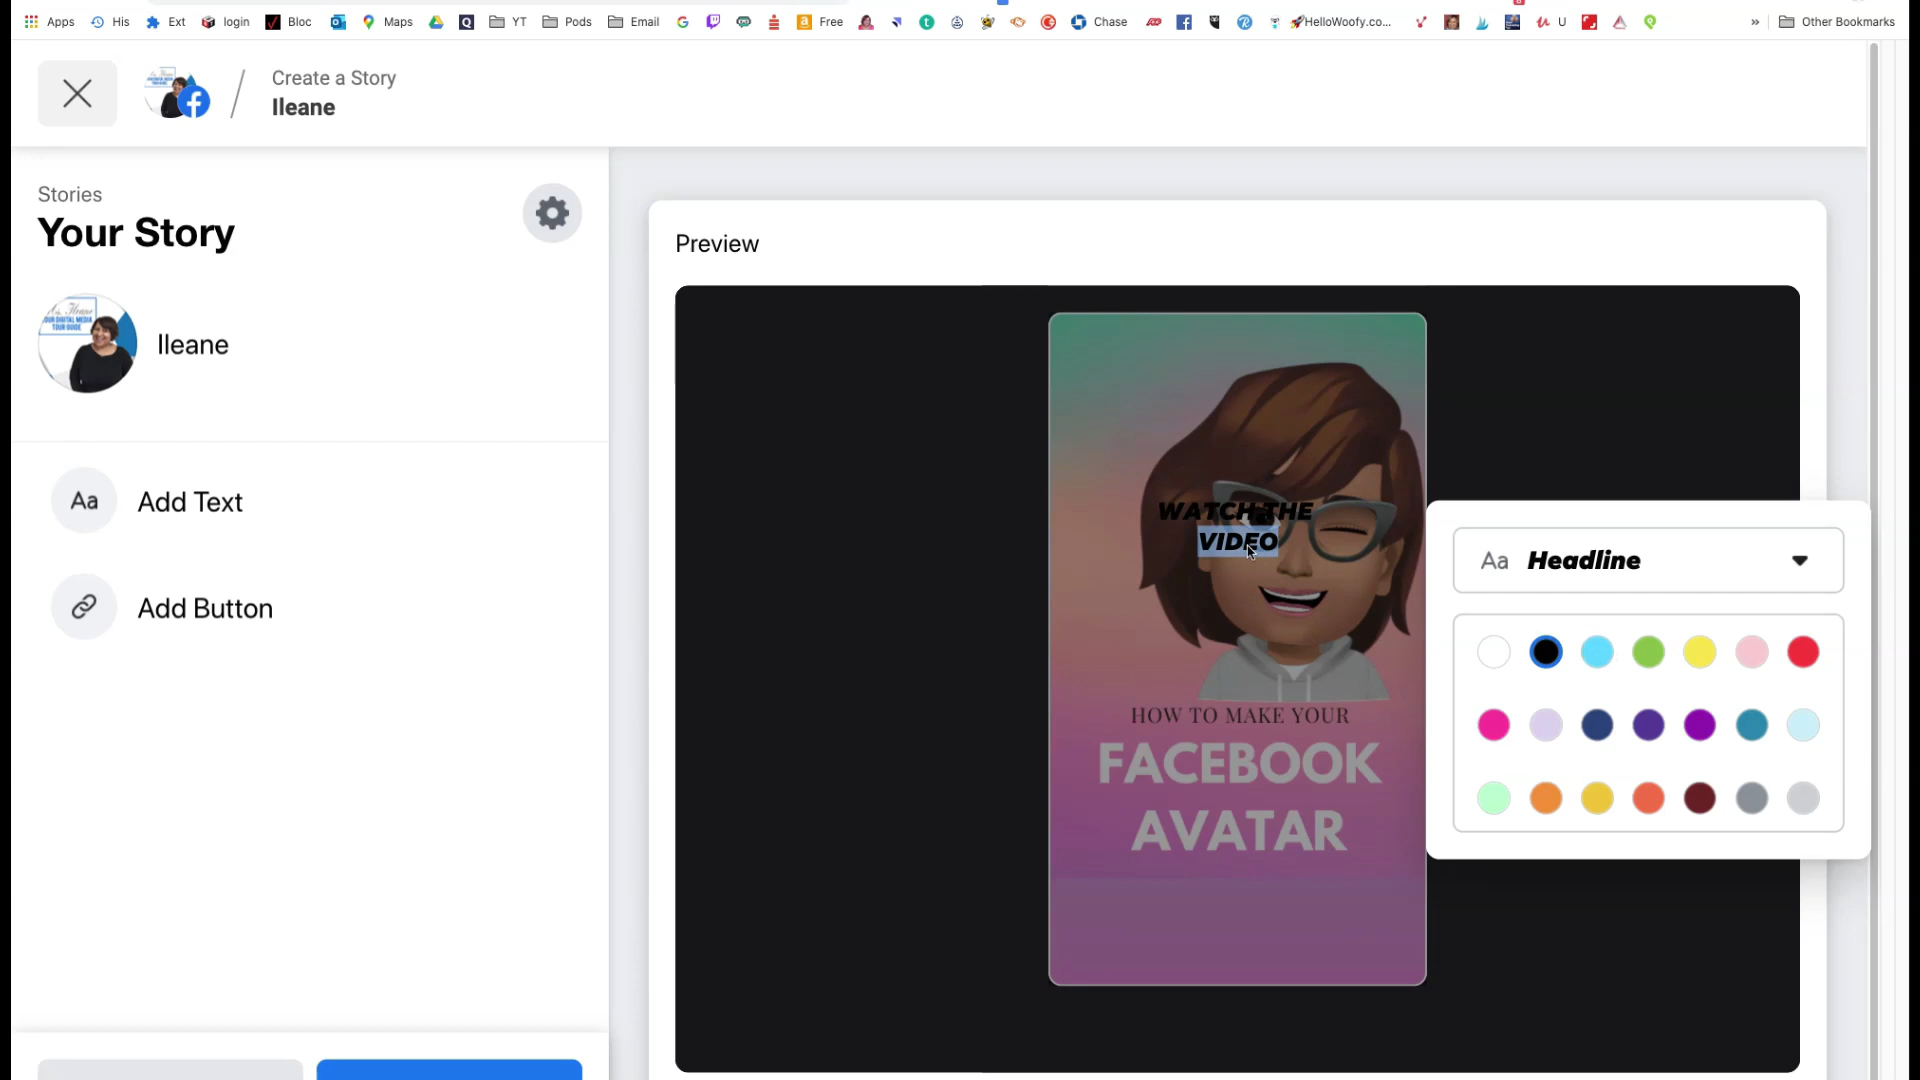 Apps His Ext login Bloc Maps YT Pods Email Free Chase HelloWoofy.co... U » Other Bookmarks
Create a Story
Ileane
Stories
Your Story
Ileane
Aa Add Text
Add Button
Preview
WATCH THE
VIDEO
HOW TO MAKE YOUR
FACEBOOK
AVATAR
Aa Headline